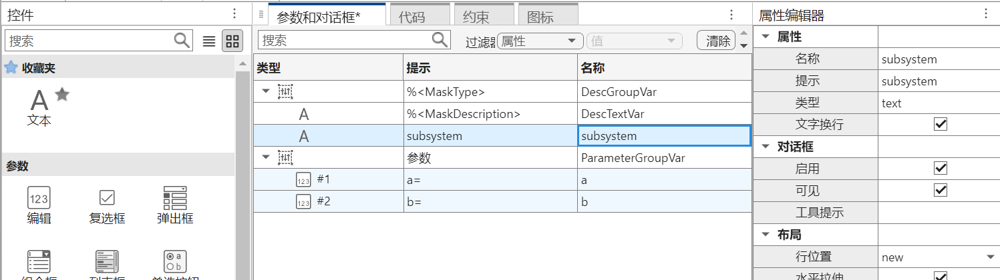 控件
搜索
收藏夹
A
文本
参数
123
编辑
复选框
弹出框
a
b
参数和对话框*
代码
约束
图标
搜索
过滤器
属性
值
清除
类型 提示 名称
%<MaskType> DescGroupVar
A %<MaskDescription> DescTextVar
A subsystem subsystem
参数 ParameterGroupVar
123 #1 a= a
123 #2 b= b
属性编辑器
属性
名称 subsystem
提示 subsystem
类型 text
文字换行
对话框
启用
可见
工具提示
布局
行位置 new
水平拉伸